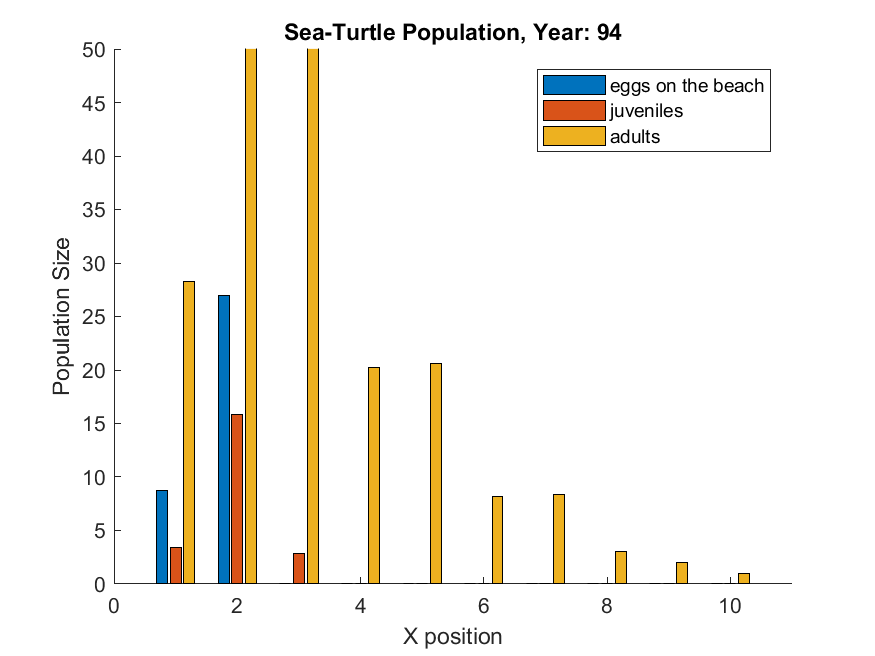 Sea-Turtle Population, Year: 94
50
45
40
35
30
25
20
15
10
5
0
Population Size
eggs on the beach
juveniles
adults
0 2 4 6 8 10
X position